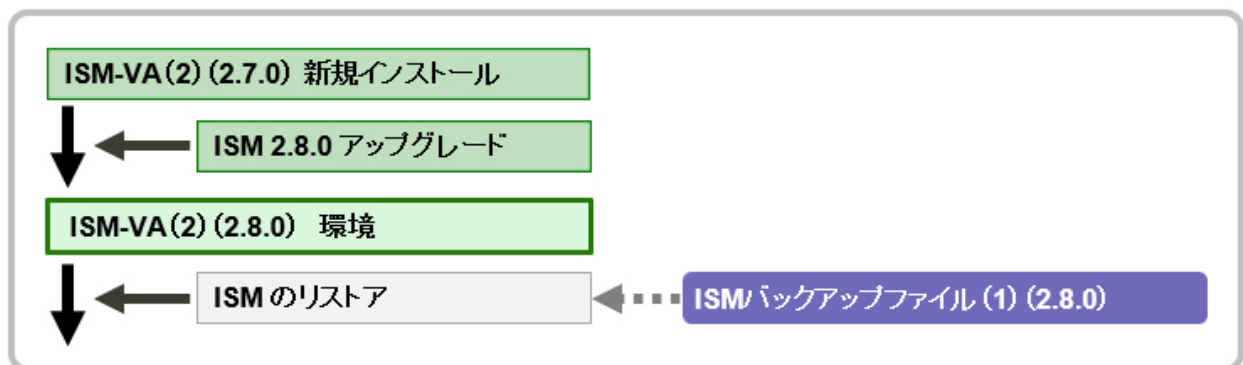 ISM-VA（2）（2.7.0） 新規インストール
ISM 2.8.0 アップグレード
ISM-VA（2）（2.8.0） 環境
ISM のリストア
ISMバックアップファイル（1）（2.8.0）